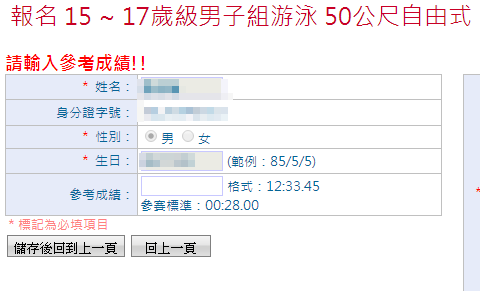 報名 15 ~ 17歲級男子組游泳 50公尺自由式
請輸入參考成績!!
* 姓名：
身分證字號：
* 性別： 男 女
* 生日： (範例：85/5/5)
參考成績： 格式：12:33.45
參賽標準：00:28.00
* 標記為必填項目
儲存後回到上一頁 回上一頁
*